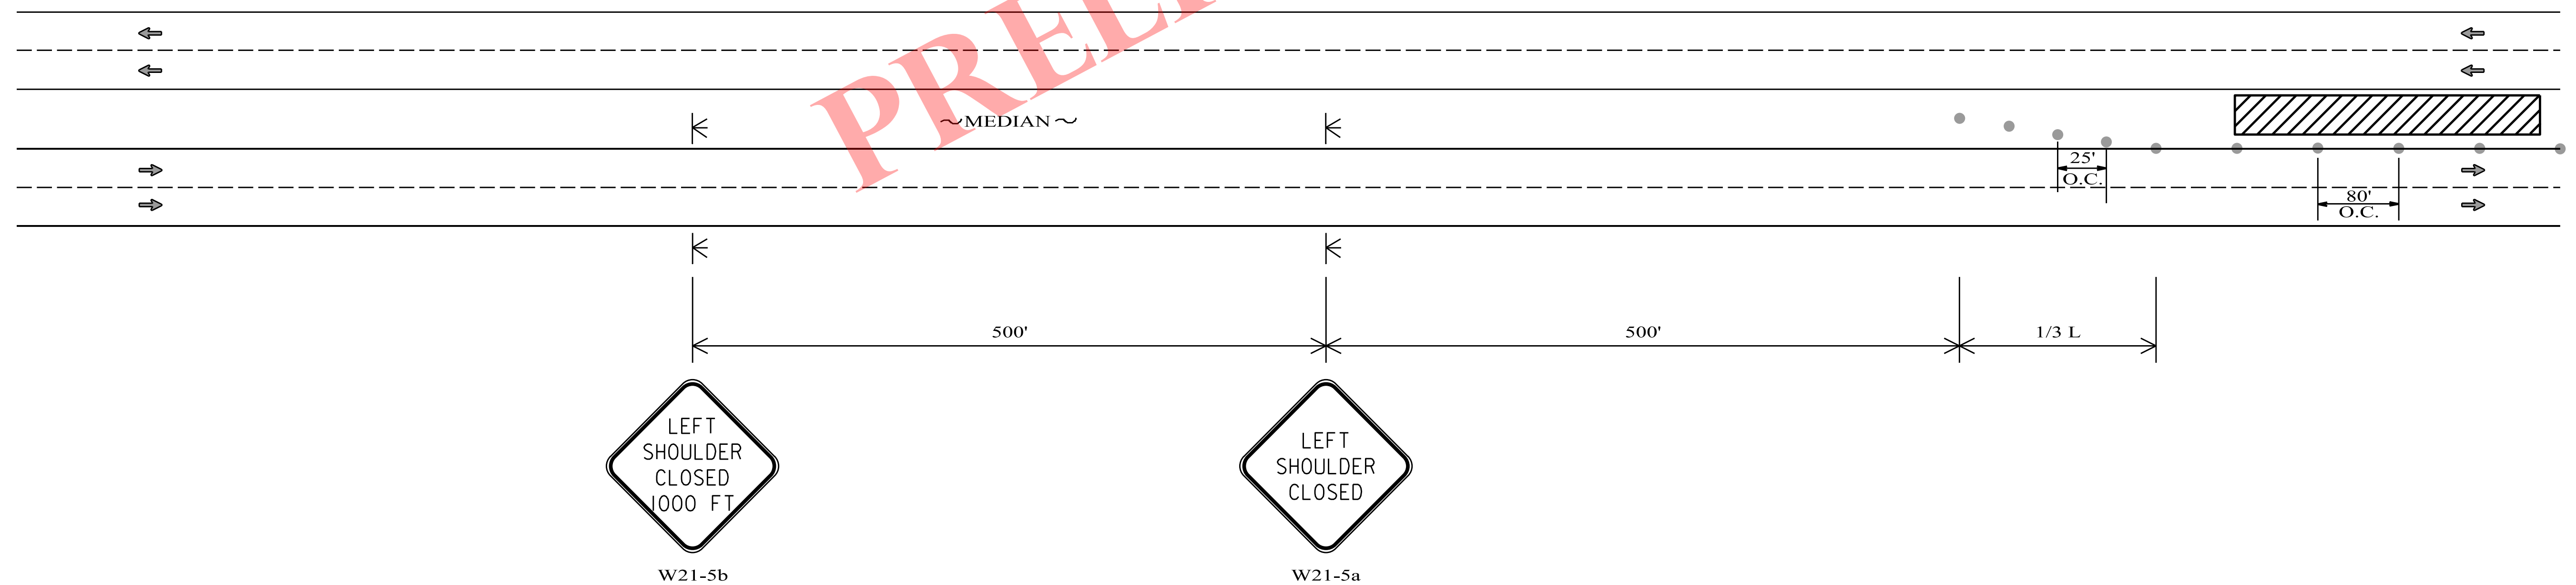 PREL
~MEDIAN~
25'
O.C.
80'
O.C.
500'
500'
1/3 L
LEFT
SHOULDER
CLOSED
1000 FT
LEFT
SHOULDER
CLOSED
W21-5b
W21-5a